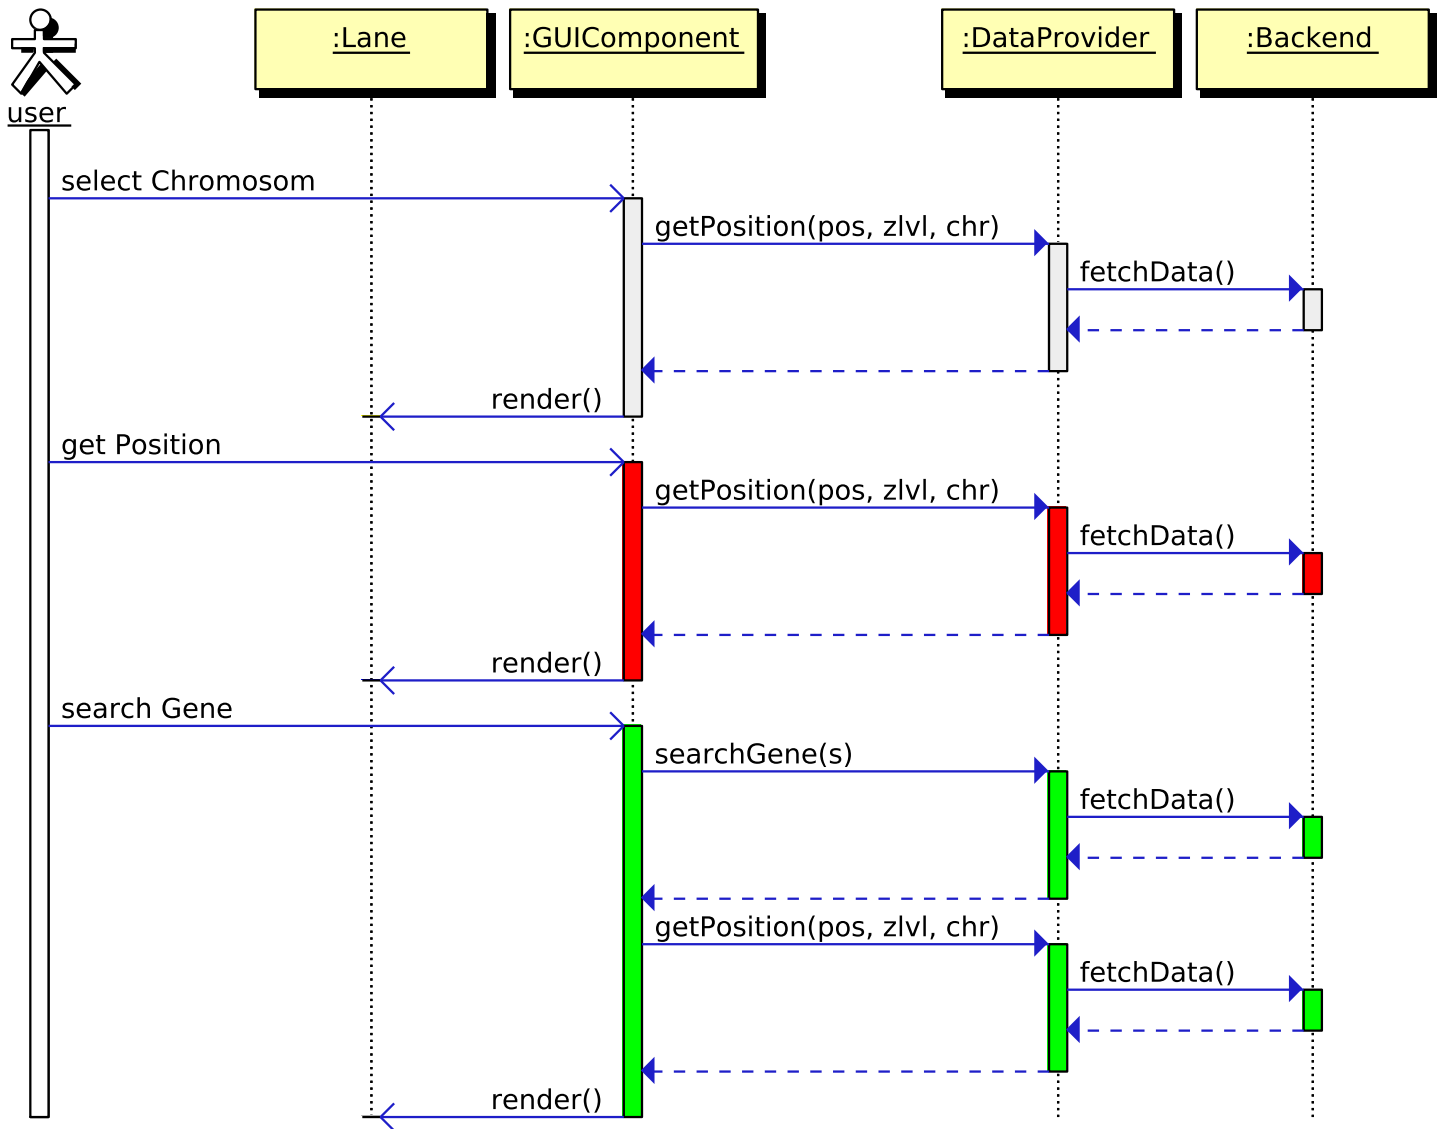 :Lane
:GUIComponent
:DataProvider
:Backend
user
select Chromosom
getPosition(pos, zlvl, chr)
fetchData()
render()
get Position
getPosition(pos, zlvl, chr)
fetchData()
render()
search Gene
searchGene(s)
fetchData()
getPosition(pos, zlvl, chr)
fetchData()
render()